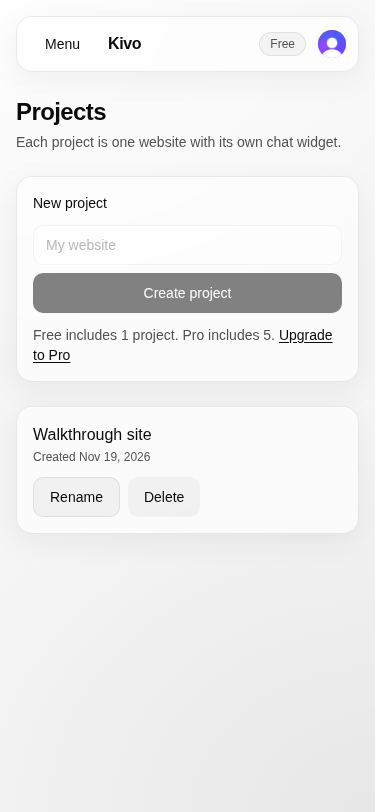 Menu Kivo Free
Projects
Each project is one website with its own chat widget.
New project
My website
Create project
Free includes 1 project. Pro includes 5. Upgrade
to Pro
Walkthrough site
Created Nov 19, 2026
Rename Delete